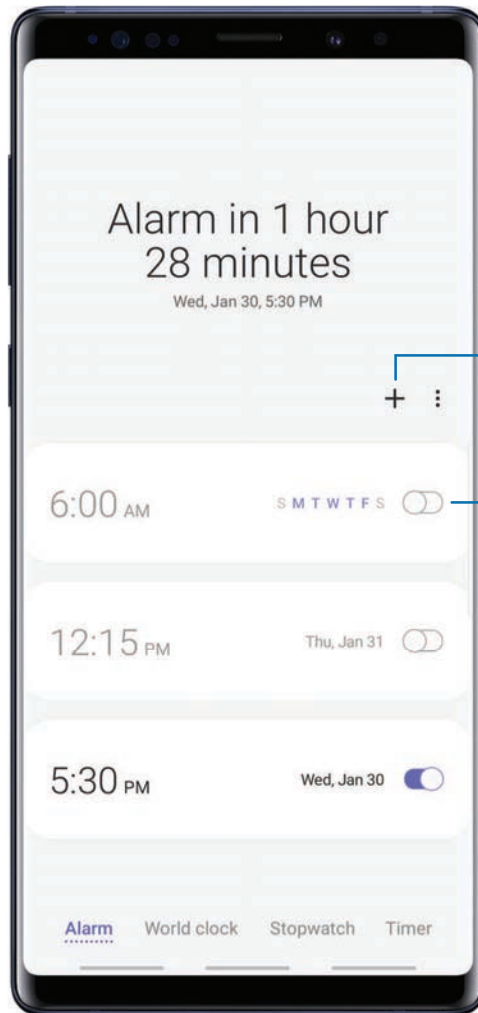 Alarm in 1 hour
28 minutes
Wed, Jan 30, 5:30 PM
+
6:00 AM S M T W T F S
12:15 PM Thu, Jan 31
5:30 PM Wed, Jan 30
Alarm World clock Stopwatch Timer